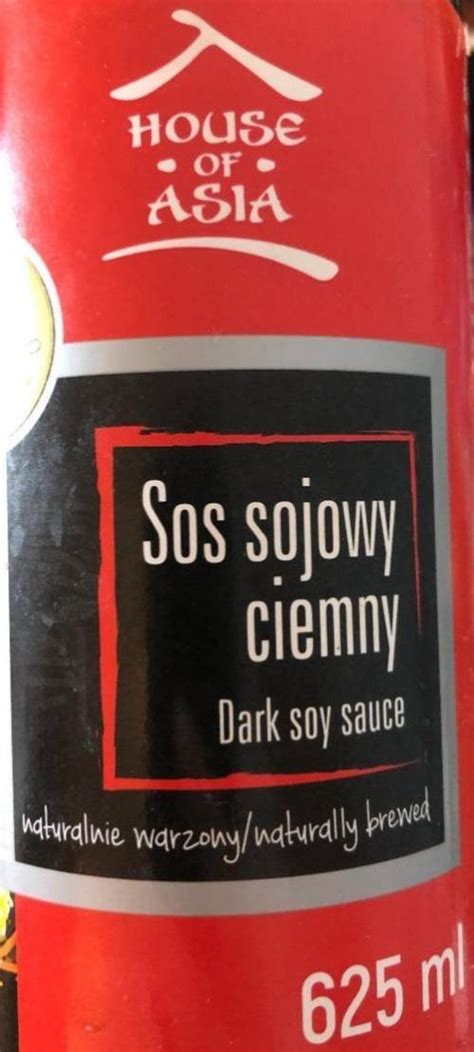 HOUSE
• OF •
ASIA
Sos sojowy
ciemny
Dark soy sauce
naturalnie warzony/naturally brewed
625 ml